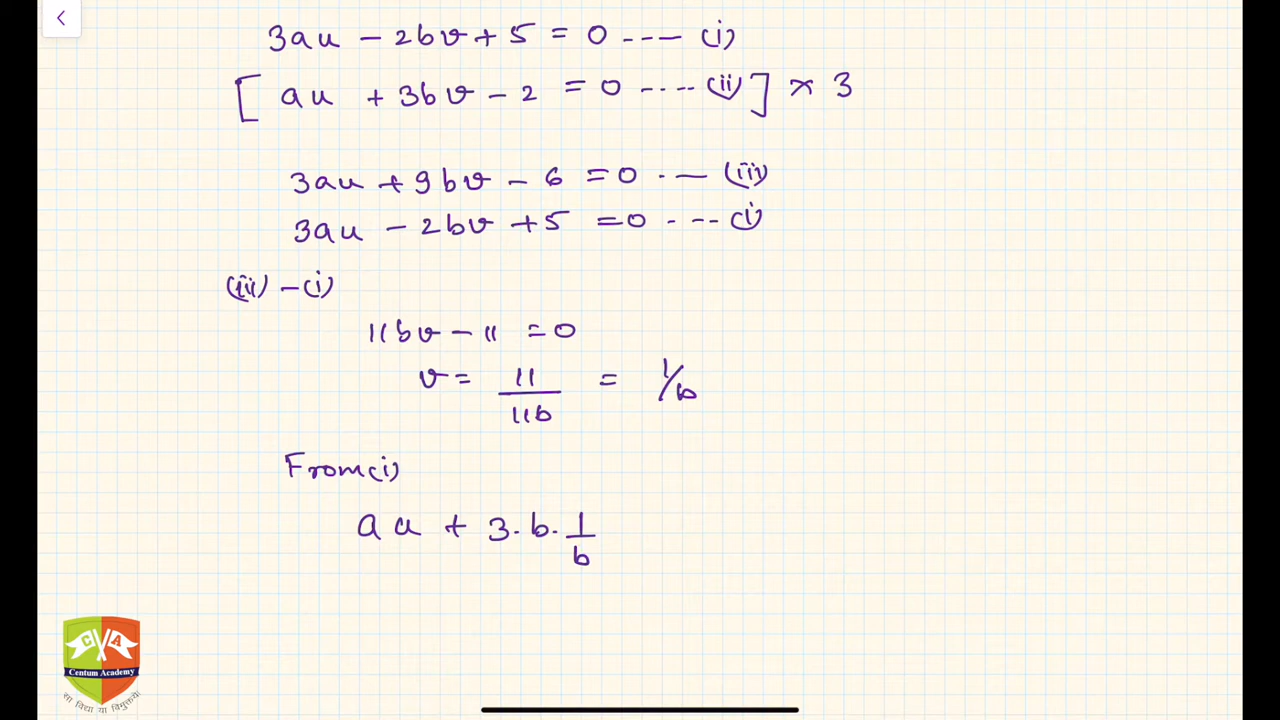 3au - 2bv + 5 = 0 ---- (i)
[ au + 3bv - 2 = 0 ----- (ii) ] × 3
3au + 9bv - 6 = 0 --- (iii)
3au - 2bv + 5 = 0 ---- (i)
(iii) - (i)
11bv - 11 = 0
v = 11/11b = 1/b
From (i)
au + 3·b·1/b
C A
Centum Academy
सा विद्या या विमुक्तये